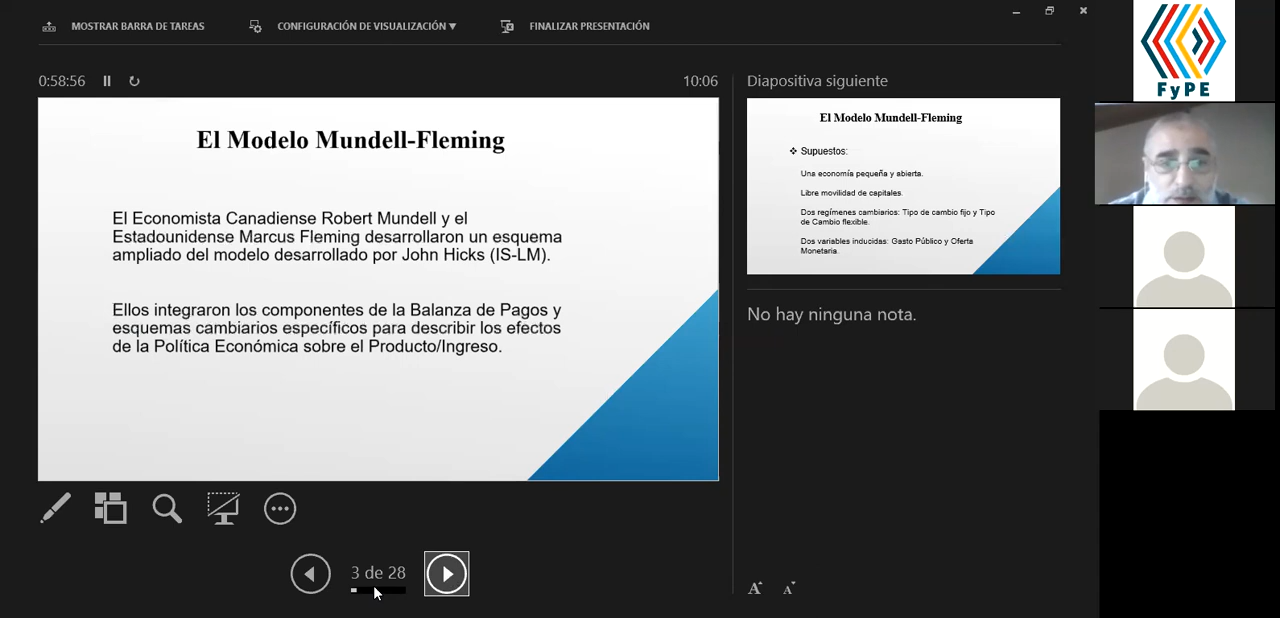 MOSTRAR BARRA DE TAREAS
CONFIGURACIÓN DE VISUALIZACIÓN ▼
FINALIZAR PRESENTACIÓN
0:58:56
10:06
El Modelo Mundell-Fleming
El Economista Canadiense Robert Mundell y el
Estadounidense Marcus Fleming desarrollaron un esquema
ampliado del modelo desarrollado por John Hicks (IS-LM).
Ellos integraron los componentes de la Balanza de Pagos y
esquemas cambiarios específicos para describir los efectos
de la Política Económica sobre el Producto/Ingreso.
3 de 28
Diapositiva siguiente
El Modelo Mundell-Fleming
❖ Supuestos:
Una economía pequeña y abierta.
Libre movilidad de capitales.
Dos regímenes cambiarios: Tipo de cambio fijo y Tipo
de Cambio flexible.
Dos variables inducidas: Gasto Público y Oferta
Monetaria.
No hay ninguna nota.
A A
FyPE